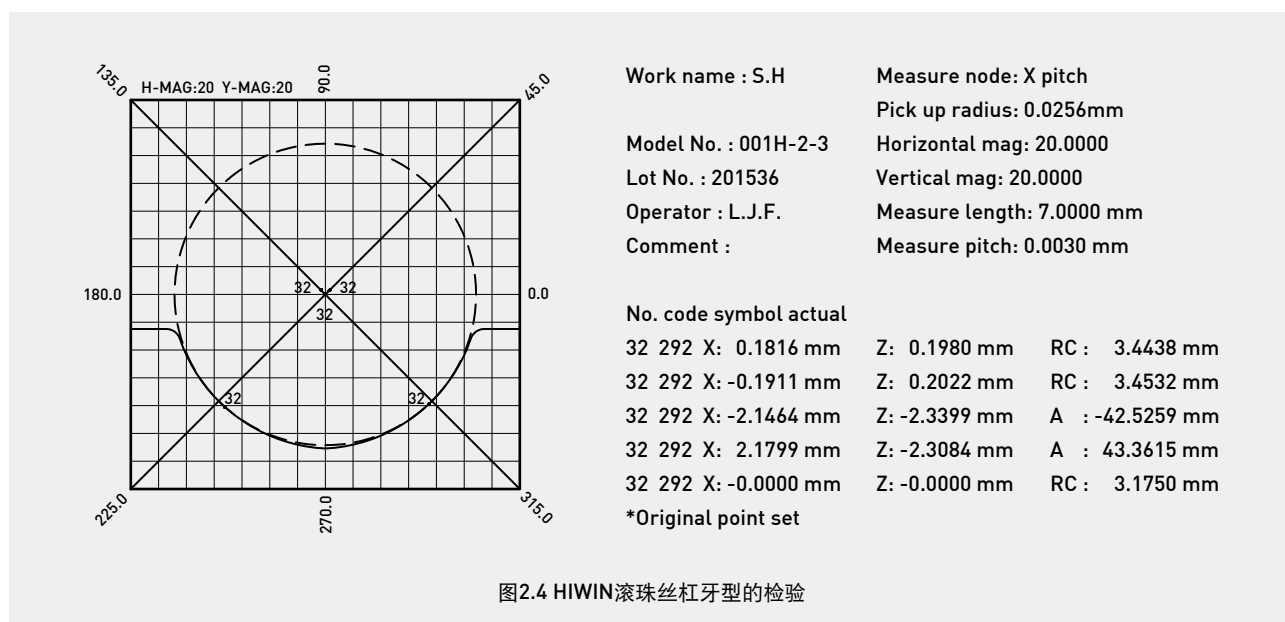 135.0
H-MAG:20 Y-MAG:20
90.0
45.0
180.0
0.0
32 32
32
32 32
225.0
270.0
315.0
Work name : S.H Measure node: X pitch
Pick up radius: 0.0256mm
Model No. : 001H-2-3 Horizontal mag: 20.0000
Lot No. : 201536 Vertical mag: 20.0000
Operator : L.J.F. Measure length: 7.0000 mm
Comment : Measure pitch: 0.0030 mm
No. code symbol actual
32 292 X: 0.1816 mm Z: 0.1980 mm RC : 3.4438 mm
32 292 X: -0.1911 mm Z: 0.2022 mm RC : 3.4532 mm
32 292 X: -2.1464 mm Z: -2.3399 mm A : -42.5259 mm
32 292 X: 2.1799 mm Z: -2.3084 mm A : 43.3615 mm
32 292 X: -0.0000 mm Z: -0.0000 mm RC : 3.1750 mm
*Original point set
图2.4 HIWIN滚珠丝杠牙型的检验